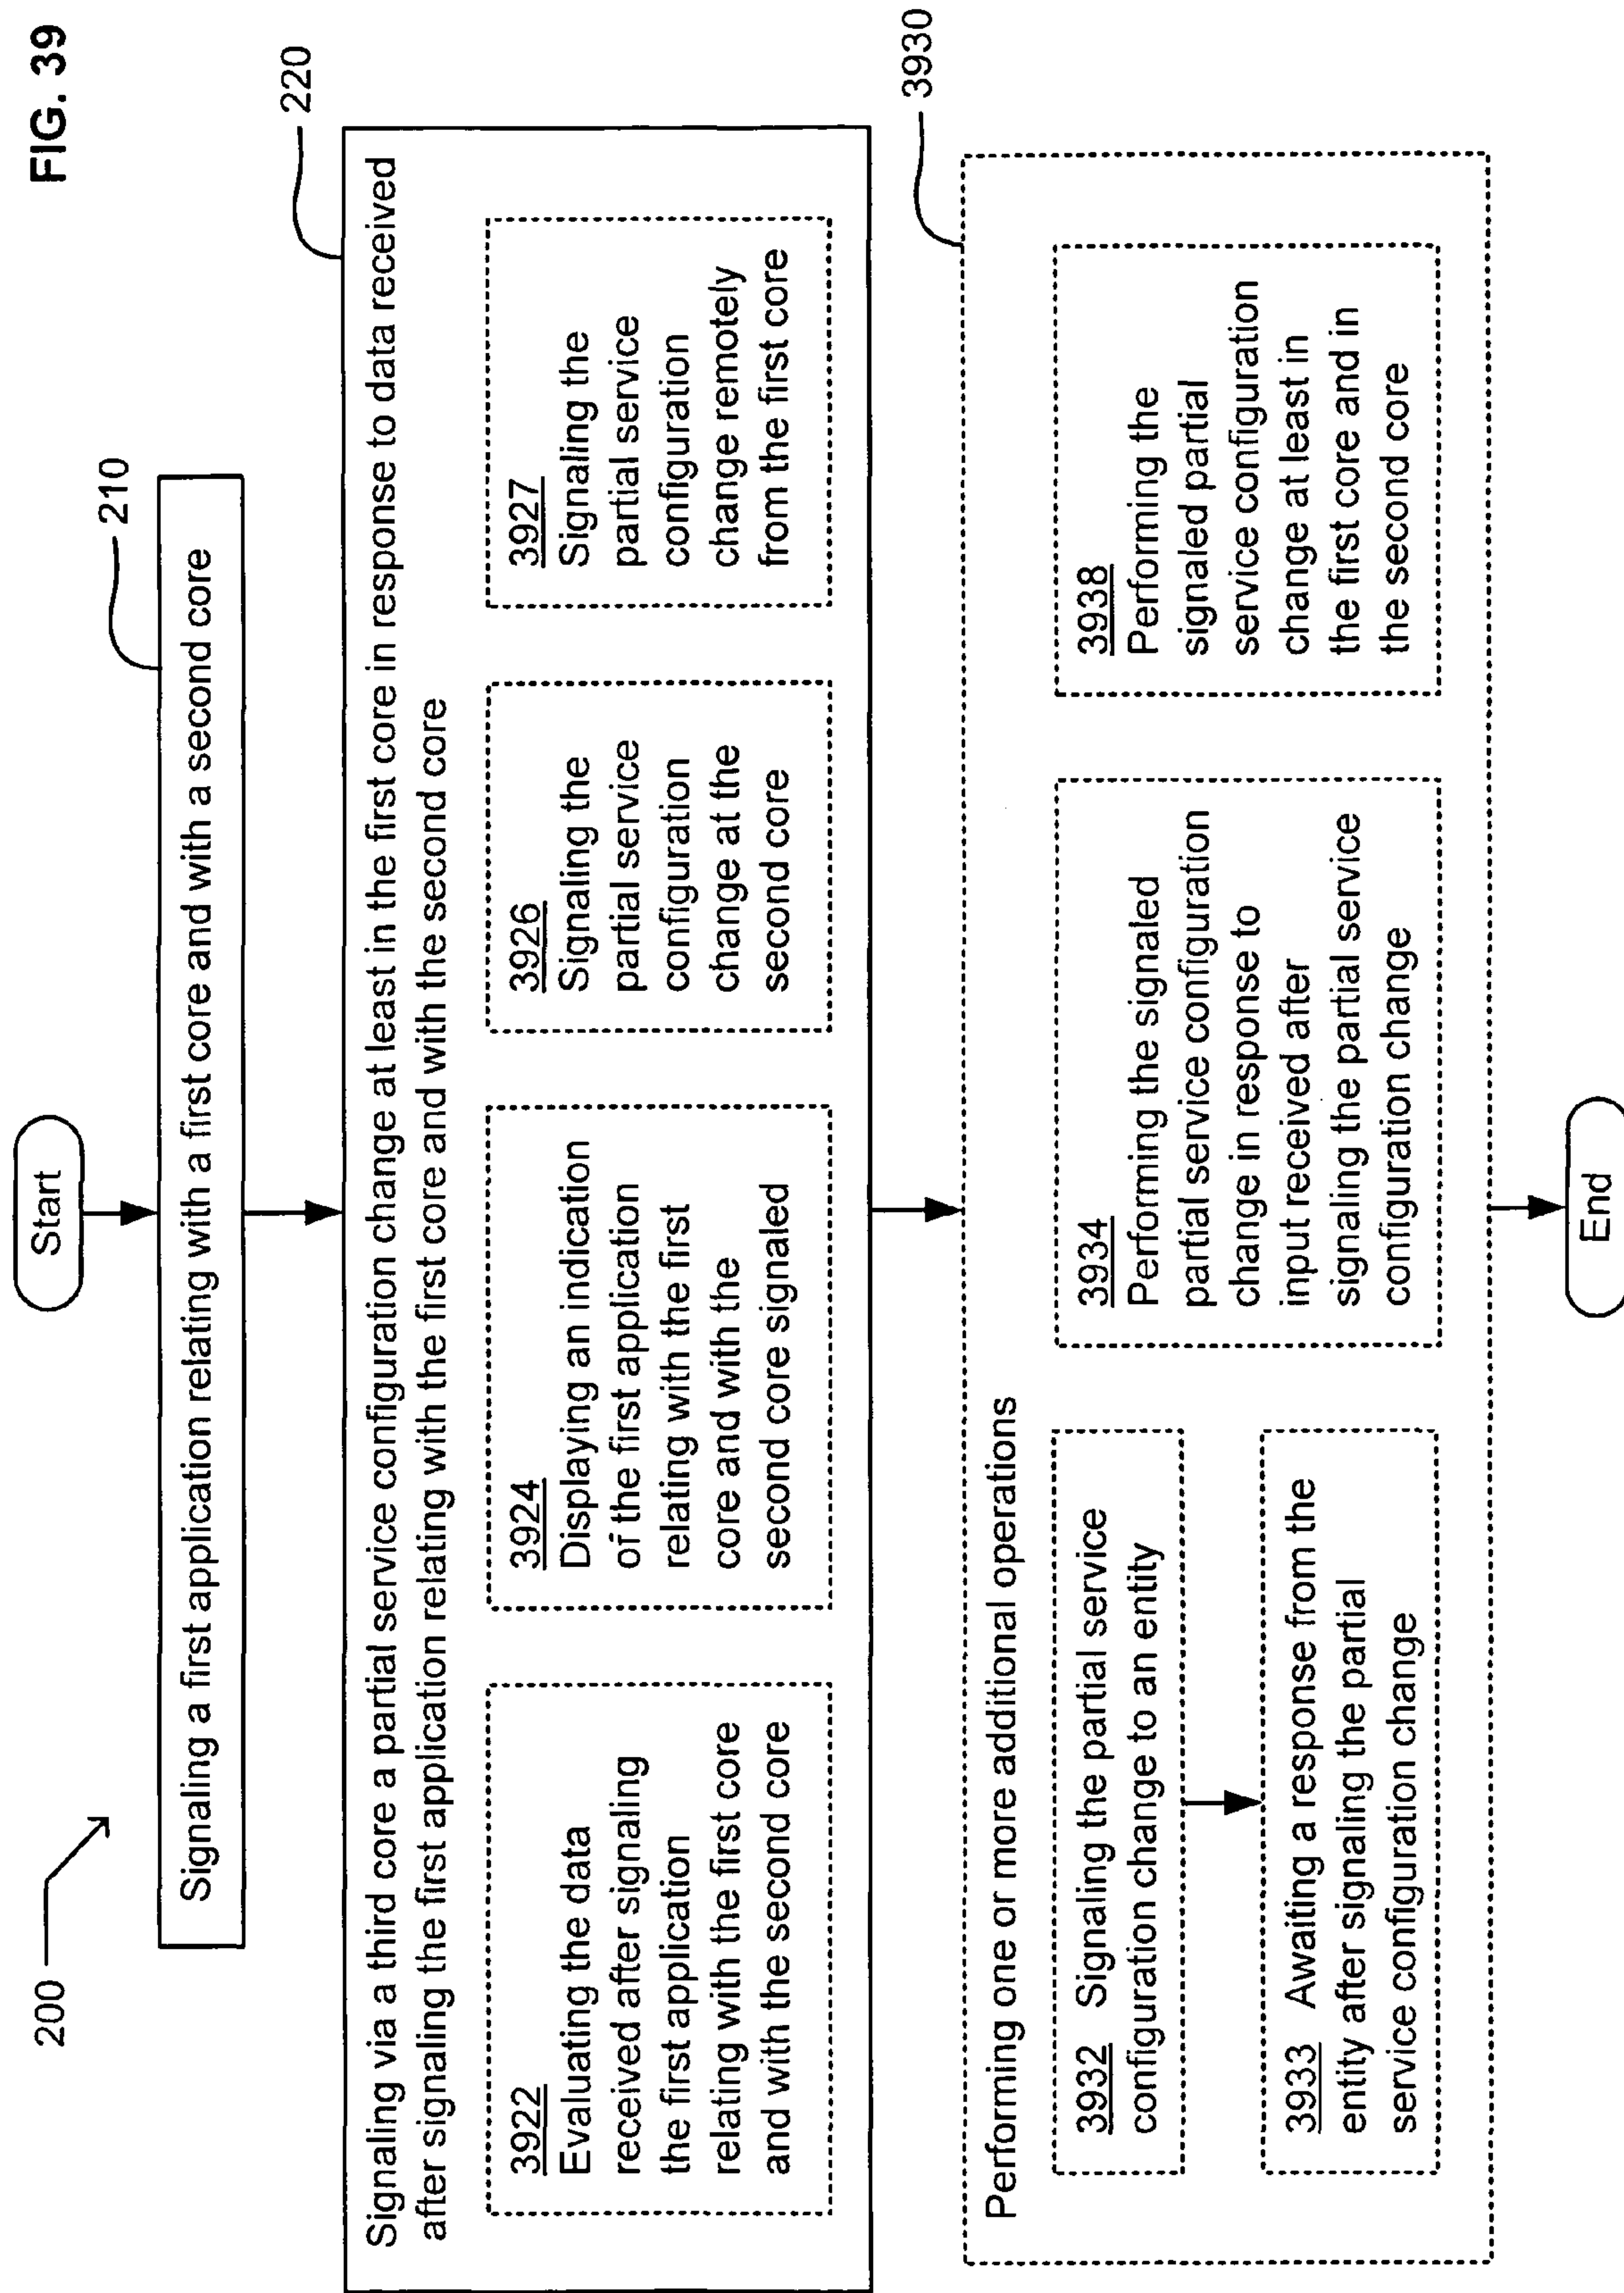 FIG. 39
200
Start
210
Signaling a first application relating with a first core and with a second core
220
Signaling via a third core a partial service configuration change at least in the first core in response to data received
after signaling the first application relating with the first core and with the second core
3922
Evaluating the data
received after signaling
the first application
relating with the first core
and with the second core
3924
Displaying an indication
of the first application
relating with the first
core and with the
second core signaled
3926
Signaling the
partial service
configuration
change at the
second core
3927
Signaling the
partial service
configuration
change remotely
from the first core
3930
Performing one or more additional operations
3932 Signaling the partial service
configuration change to an entity
3933 Awaiting a response from the
entity after signaling the partial
service configuration change
3934
Performing the signaled
partial service configuration
change in response to
input received after
signaling the partial service
configuration change
3938
Performing the
signaled partial
service configuration
change at least in
the first core and in
the second core
End